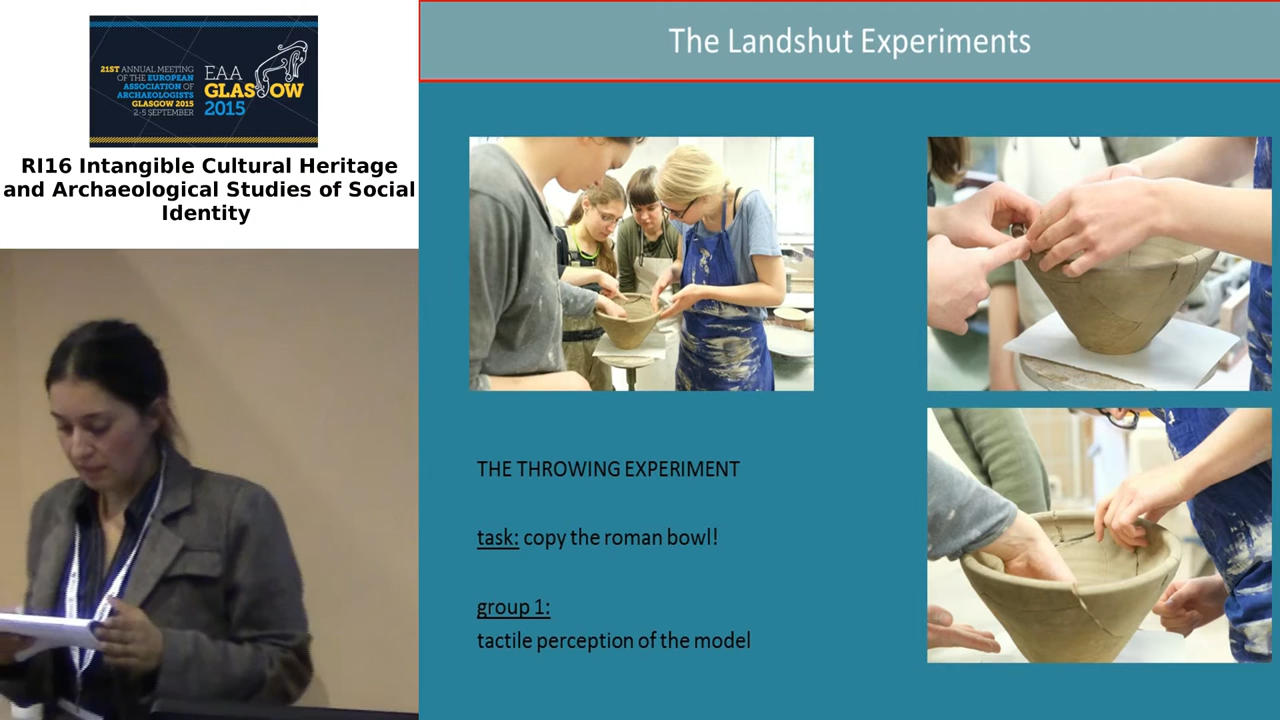 21ST ANNUAL MEETING
OF THE EUROPEAN
ASSOCIATION OF
ARCHAEOLOGISTS
GLASGOW 2015
2-5 SEPTEMBER
EAA
GLASGOW
2015
RI16 Intangible Cultural Heritage
and Archaeological Studies of Social
Identity
The Landshut Experiments
THE THROWING EXPERIMENT
task: copy the roman bowl!
group 1:
tactile perception of the model